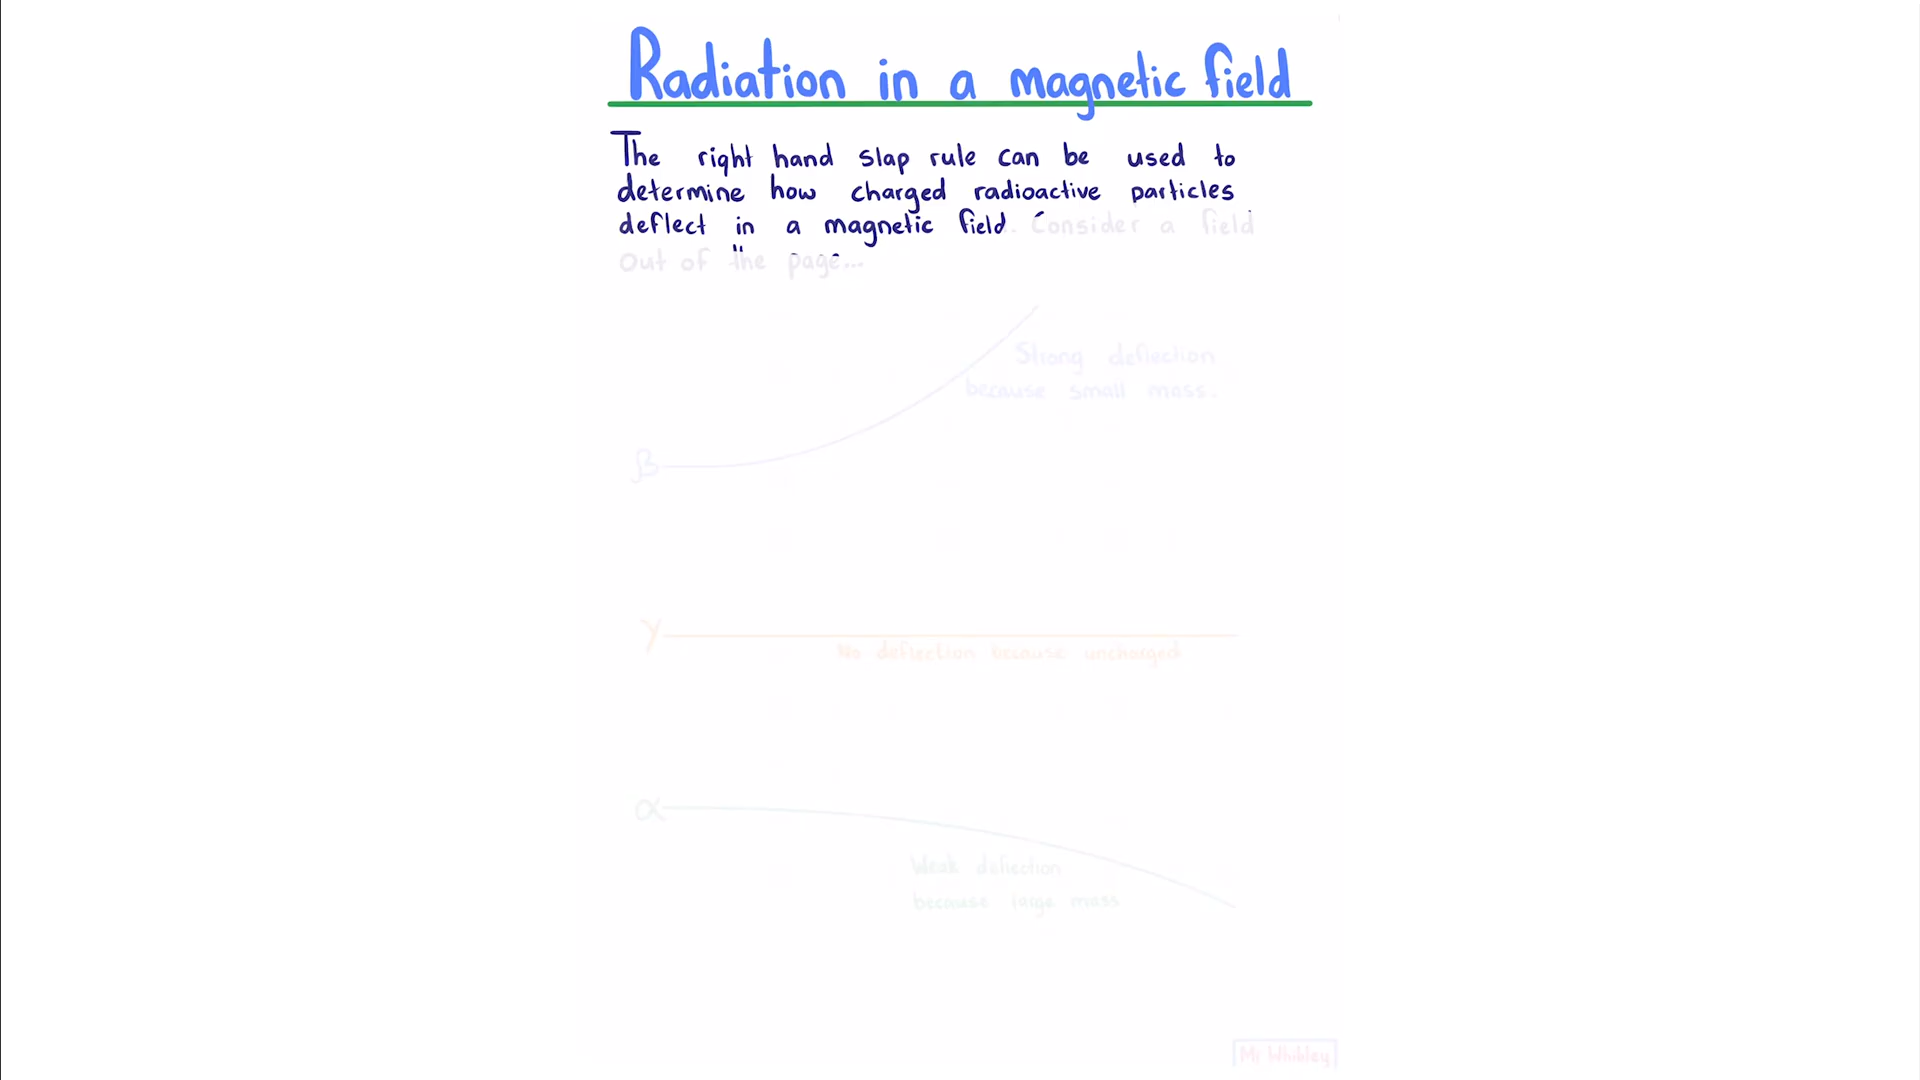 Radiation in a magnetic field
The right hand slap rule can be used to
determine how charged radioactive particles
deflect in a magnetic field. Consider a field
out of the page...
Strong deflection
because small mass.
β
γ
No deflection because uncharged
α
Weak deflection
because large mass
Mr Whibley